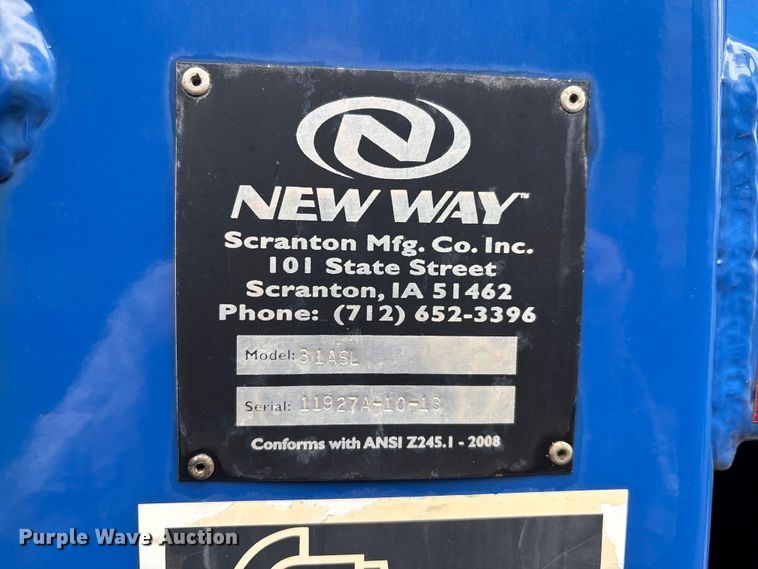 N
NEW WAY™
Scranton Mfg. Co. Inc.
101 State Street
Scranton, IA 51462
Phone: (712) 652-3396
Model: 31ASL
Serial: 11927A-10-13
Conforms with ANSI Z245.1 - 2008
Purple Wave Auction